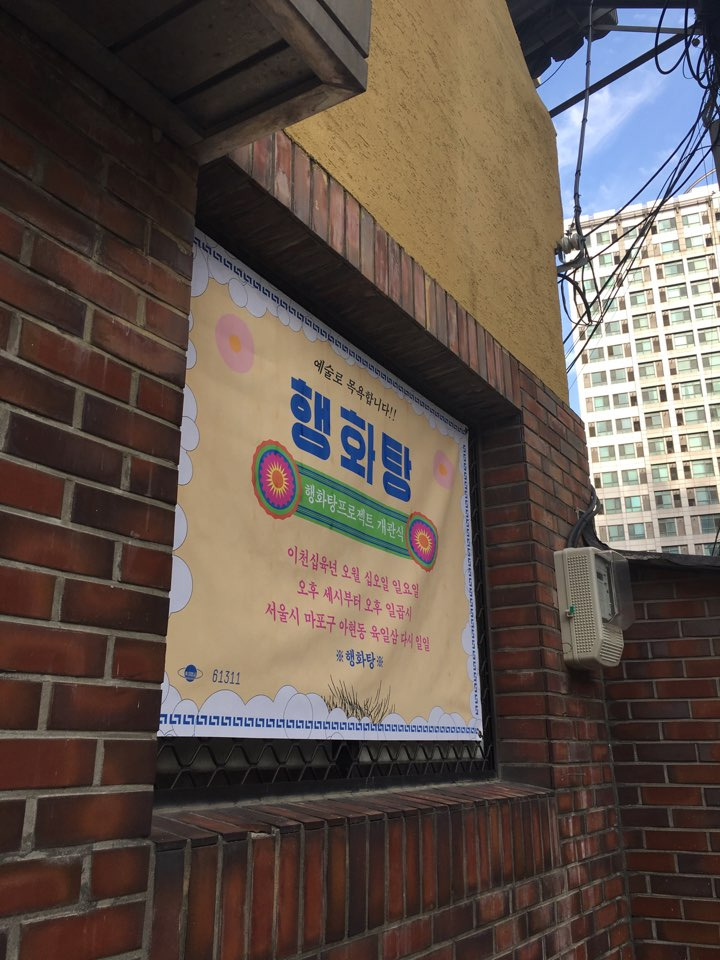 예술로 목욕합니다!!
행화탕
행화탕프로젝트 개관식
이천십육년 오월 십오일 일요일
오후 세시부터 오후 일곱시
서울시 마포구 아현동 육일삼 다시 일일
※행화탕※
61311